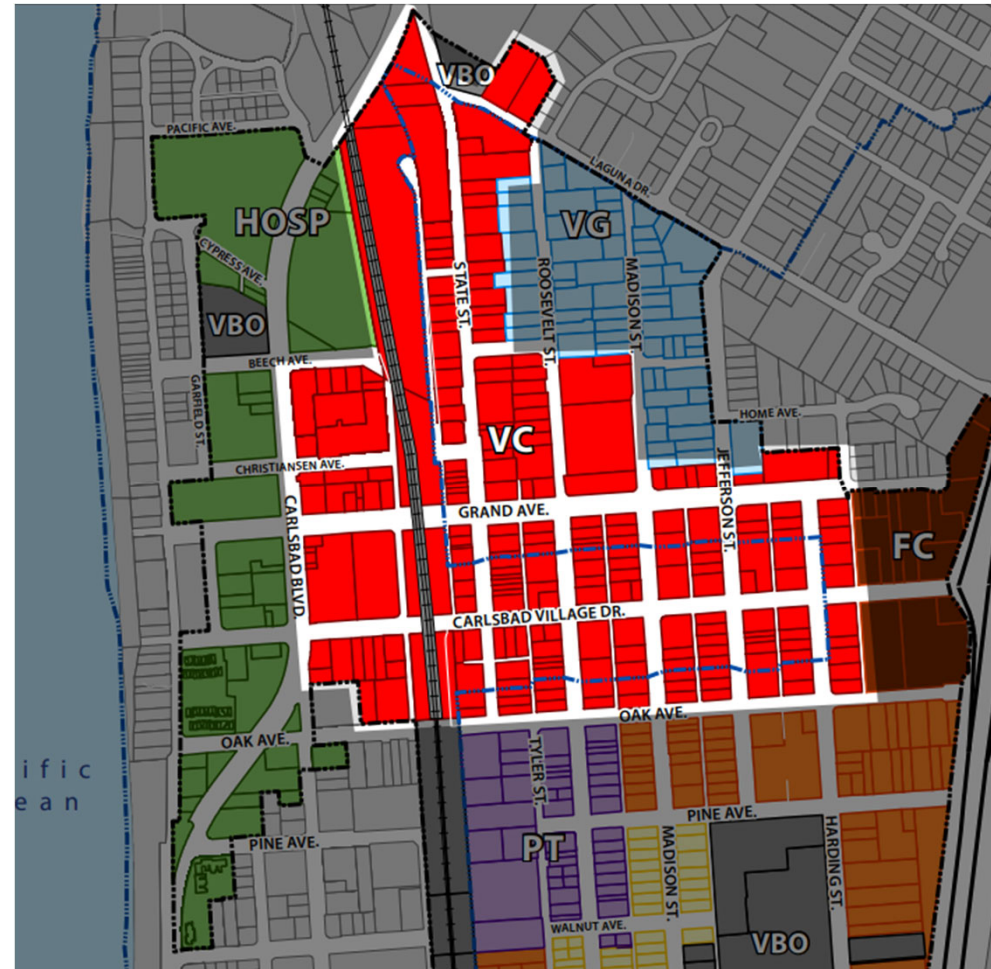 VBO
PACIFIC AVE.
LAGUNA DR.
HOSP
VG
CYPRESS AVE.
STATE ST.
ROOSEVELT ST.
MADISON ST.
VBO
BEECH AVE.
GARFIELD ST.
HOME AVE.
VC
CHRISTIANSEN AVE.
JEFFERSON ST.
CARLSBAD BLVD.
GRAND AVE.
FC
CARLSBAD VILLAGE DR.
OAK AVE.
OAK AVE.
ific
ean
TYLER ST.
PINE AVE.
PINE AVE.
PT
MADISON ST.
HARDING ST.
WALNUT AVE.
VBO